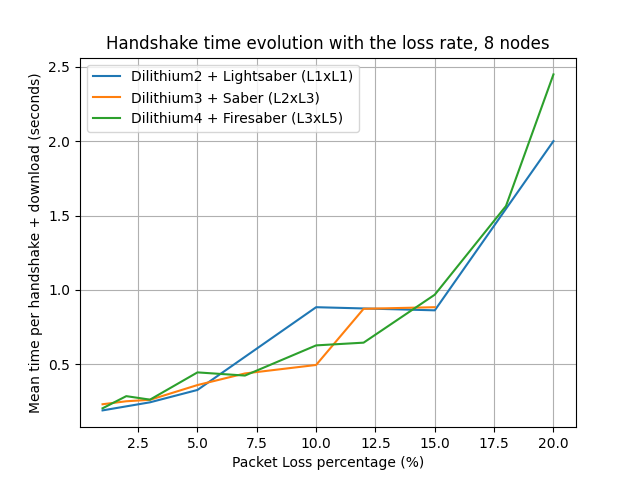 Handshake time evolution with the loss rate, 8 nodes
Dilithium2 + Lightsaber (L1xL1)
Dilithium3 + Saber (L2xL3)
Dilithium4 + Firesaber (L3xL5)
Mean time per handshake + download (seconds)
2.5
2.0
1.5
1.0
0.5
2.5 5.0 7.5 10.0 12.5 15.0 17.5 20.0
Packet Loss percentage (%)